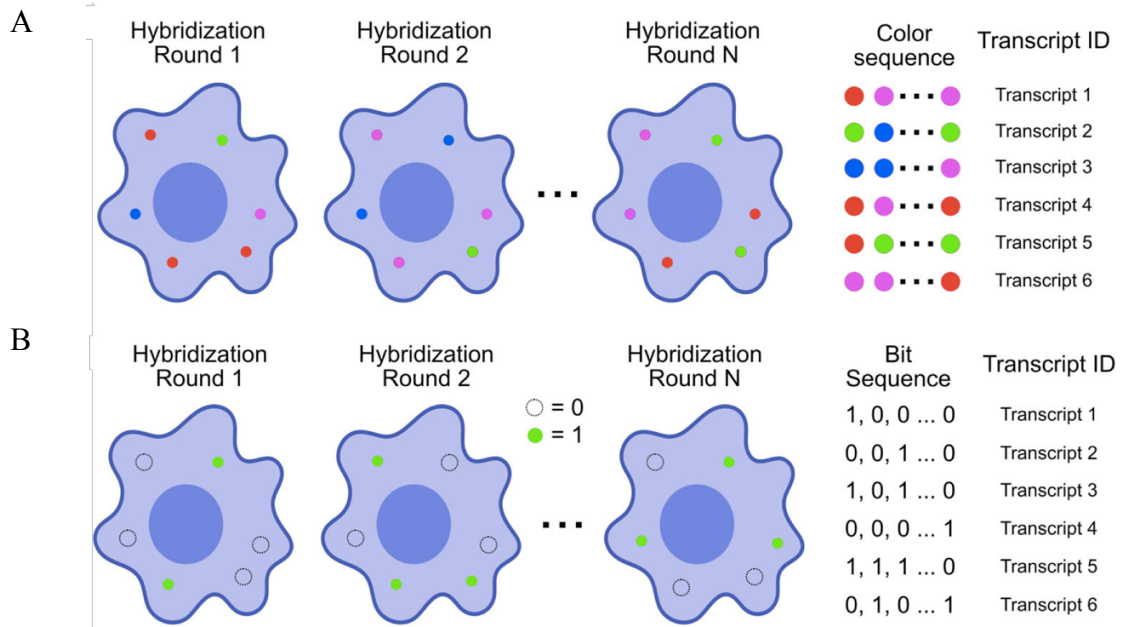 A
Hybridization
Round 1
Hybridization
Round 2
Hybridization
Round N
Color
sequence
Transcript ID
...
... Transcript 1
... Transcript 2
... Transcript 3
... Transcript 4
... Transcript 5
... Transcript 6
B
Hybridization
Round 1
Hybridization
Round 2
Hybridization
Round N
Bit
Sequence
Transcript ID
= 0
= 1
...
1, 0, 0 ... 0 Transcript 1
0, 0, 1 ... 0 Transcript 2
1, 0, 1 ... 0 Transcript 3
0, 0, 0 ... 1 Transcript 4
1, 1, 1 ... 0 Transcript 5
0, 1, 0 ... 1 Transcript 6